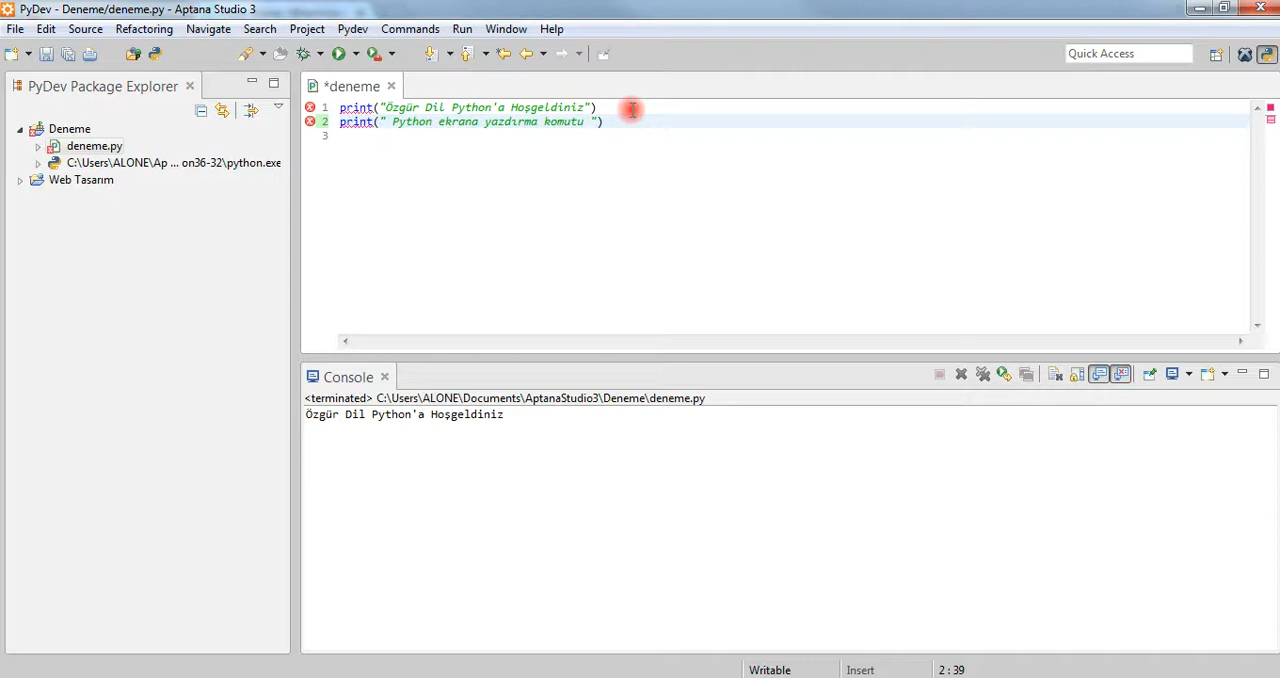 PyDev - Deneme/deneme.py - Aptana Studio 3
File Edit Source Refactoring Navigate Search Project Pydev Commands Run Window Help
Quick Access
PyDev Package Explorer
*deneme
1 print("Özgür Dil Python'a Hoşgeldiniz")
2 print(" Python ekrana yazdırma komutu ")
3
Deneme
deneme.py
C:\Users\ALONE\Ap ... on36-32\python.exe
Web Tasarım
Console
<terminated> C:\Users\ALONE\Documents\AptanaStudio3\Deneme\deneme.py
Özgür Dil Python'a Hoşgeldiniz
Writable Insert 2 : 39